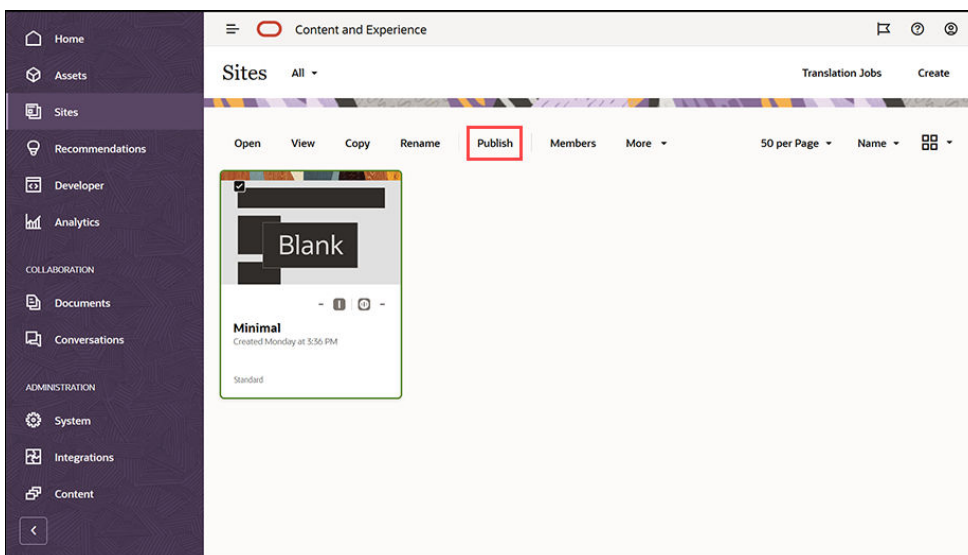 Home
Assets
Sites
Recommendations
Developer
Analytics
COLLABORATION
Documents
Conversations
ADMINISTRATION
System
Integrations
Content
Content and Experience
Sites All
Translation Jobs Create
Open View Copy Rename Publish Members More 50 per Page Name
Blank
Minimal
Created Monday at 3:36 PM
Standard